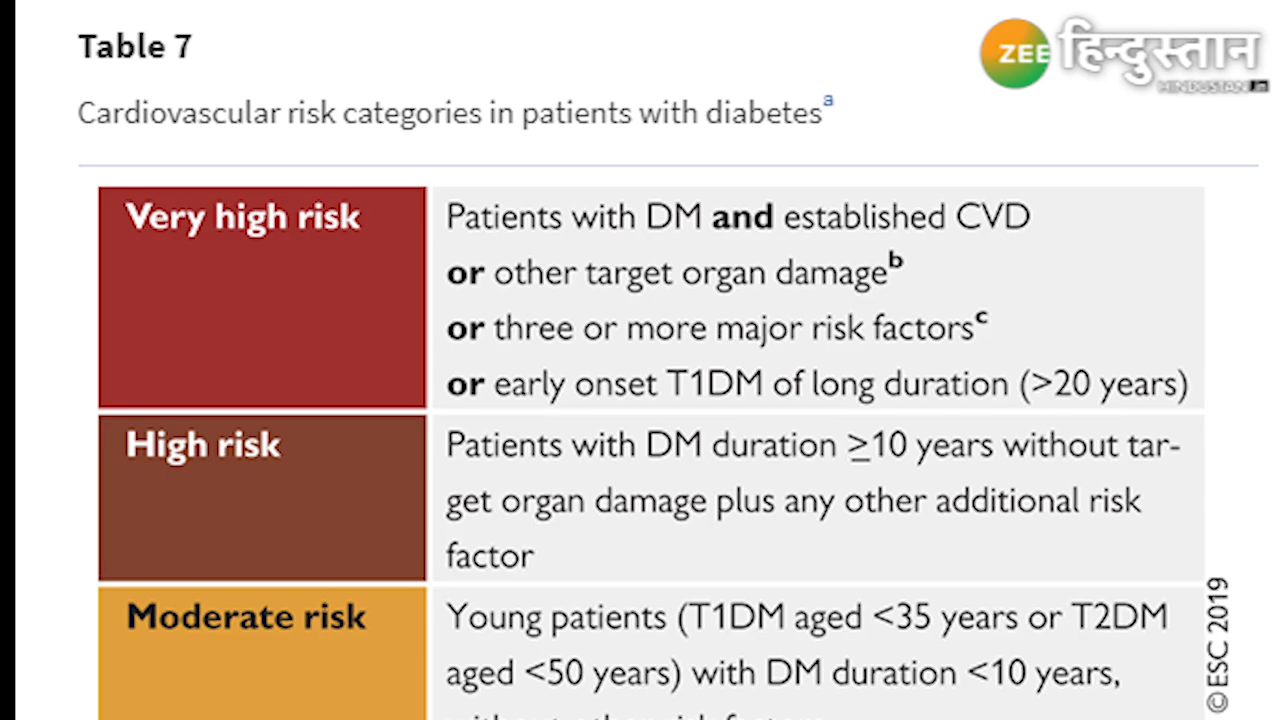 Table 7
ZEE हिन्दुस्तान
HINDUSTAN.in
Cardiovascular risk categories in patients with diabetesᵃ
Very high risk
Patients with DM and established CVD
or other target organ damageᵇ
or three or more major risk factorsᶜ
or early onset T1DM of long duration (>20 years)
High risk
Patients with DM duration ≥10 years without tar-
get organ damage plus any other additional risk
factor
Moderate risk
Young patients (T1DM aged <35 years or T2DM
aged <50 years) with DM duration <10 years,
© ESC 2019